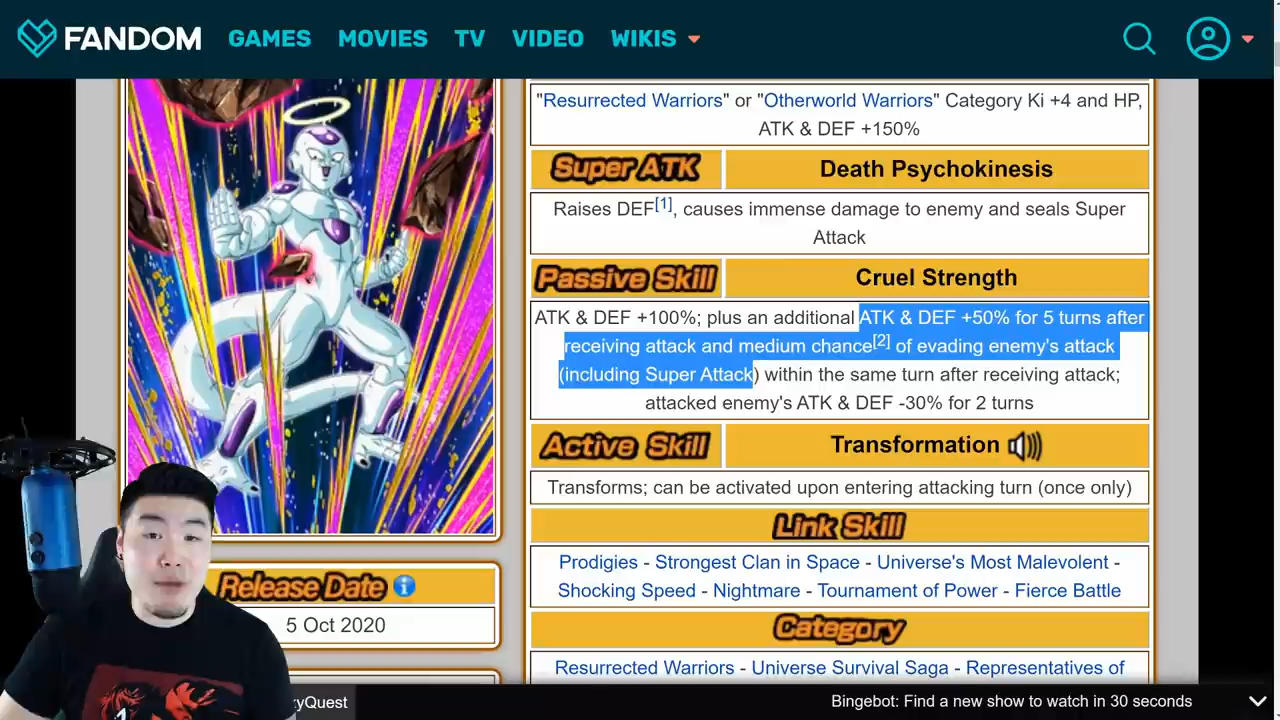 FANDOM GAMES MOVIES TV VIDEO WIKIS
"Resurrected Warriors" or "Otherworld Warriors" Category Ki +4 and HP,
ATK & DEF +150%
Super ATK Death Psychokinesis
Raises DEF[1], causes immense damage to enemy and seals Super
Attack
Passive Skill Cruel Strength
ATK & DEF +100%; plus an additional ATK & DEF +50% for 5 turns after
receiving attack and medium chance[2] of evading enemy's attack
(including Super Attack) within the same turn after receiving attack;
attacked enemy's ATK & DEF -30% for 2 turns
Active Skill Transformation
Transforms; can be activated upon entering attacking turn (once only)
Link Skill
Prodigies - Strongest Clan in Space - Universe's Most Malevolent -
Shocking Speed - Nightmare - Tournament of Power - Fierce Battle
Category
Resurrected Warriors - Universe Survival Saga - Representatives of
Release Date
5 Oct 2020
zyQuest
Bingebot: Find a new show to watch in 30 seconds